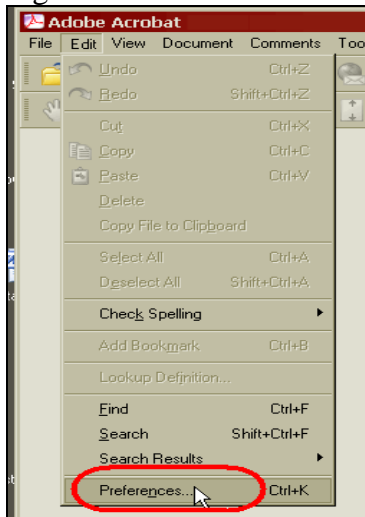 Adobe Acrobat
File Edit View Document Comments
Undo Ctrl+Z
Redo Shift+Ctrl+Z
Cut Ctrl+X
Copy Ctrl+C
Paste Ctrl+V
Delete
Copy File to Clipboard
Select All Ctrl+A
Deselect All Shift+Ctrl+A
Check Spelling
Add Bookmark Ctrl+B
Lookup Definition...
Find Ctrl+F
Search Shift+Ctrl+F
Search Results
Preferences... Ctrl+K